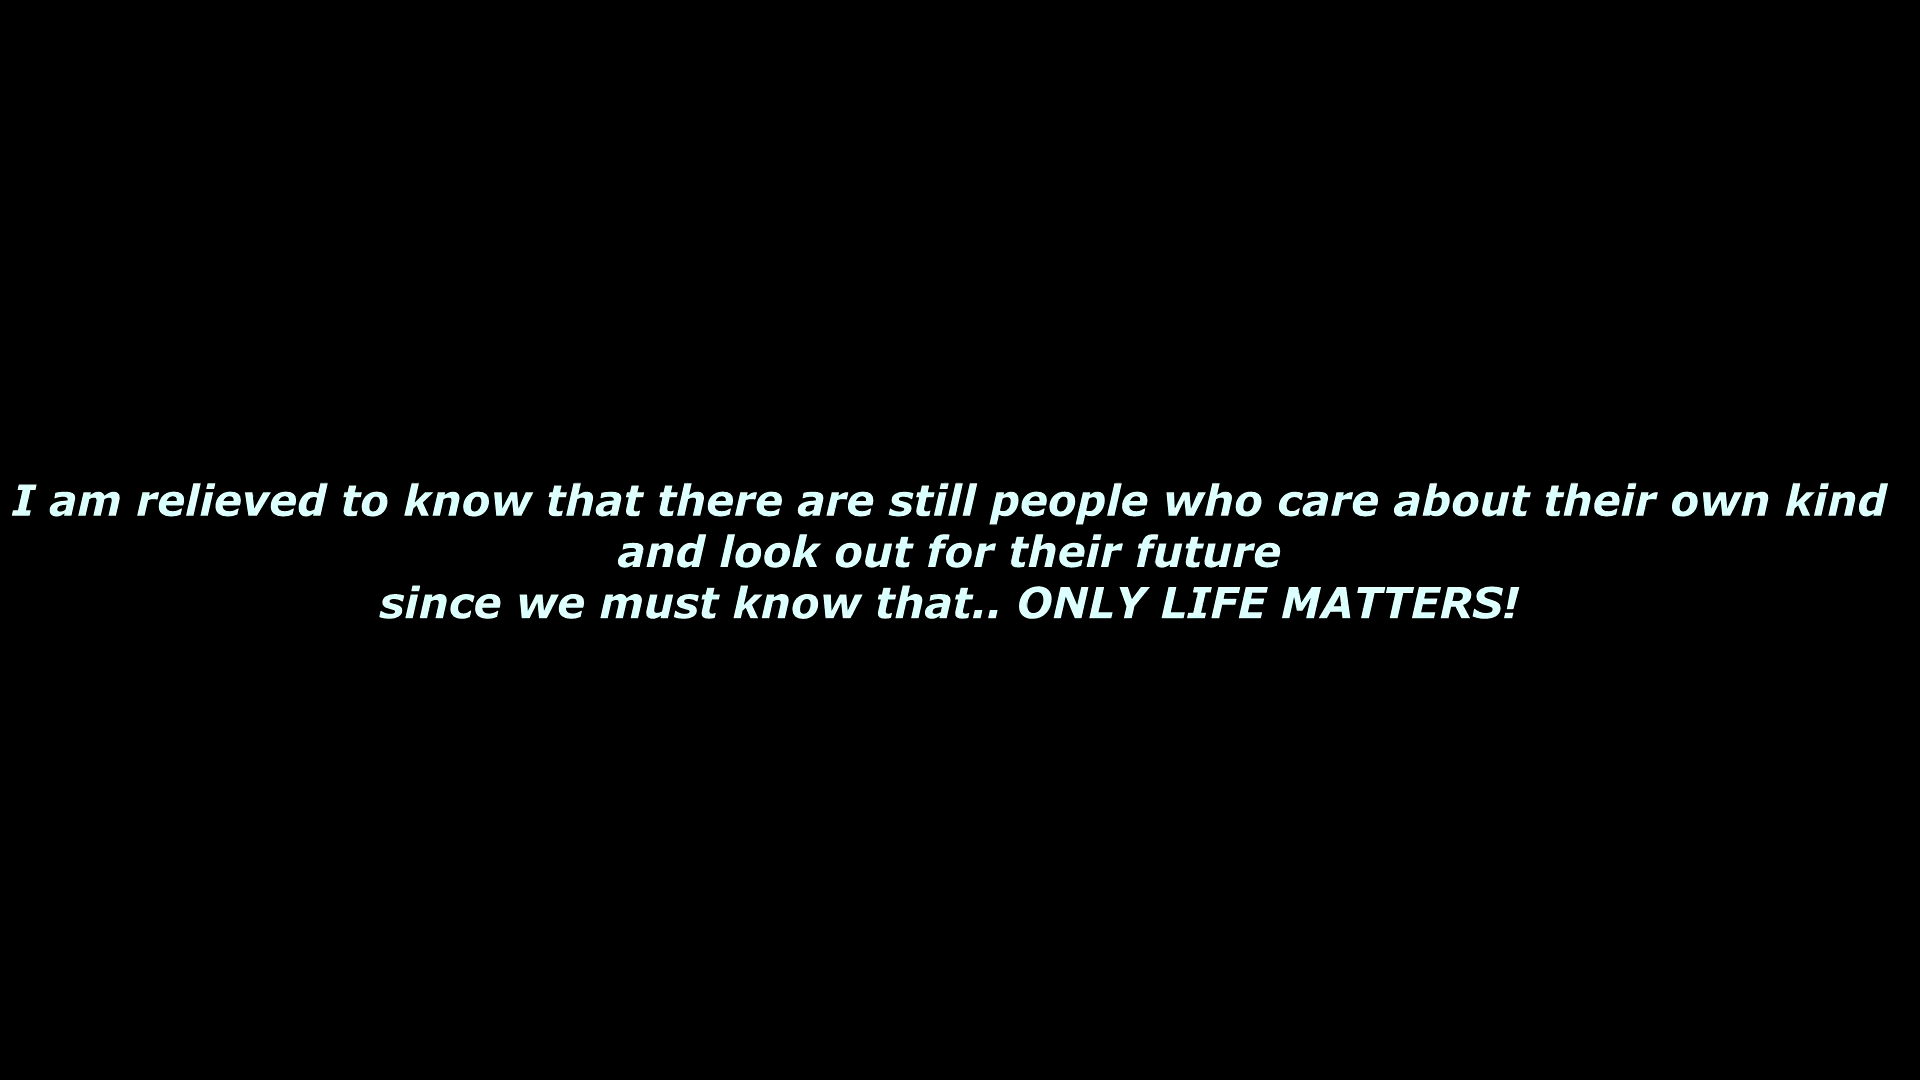 I am relieved to know that there are still people who care about their own kind
and look out for their future
since we must know that.. ONLY LIFE MATTERS!